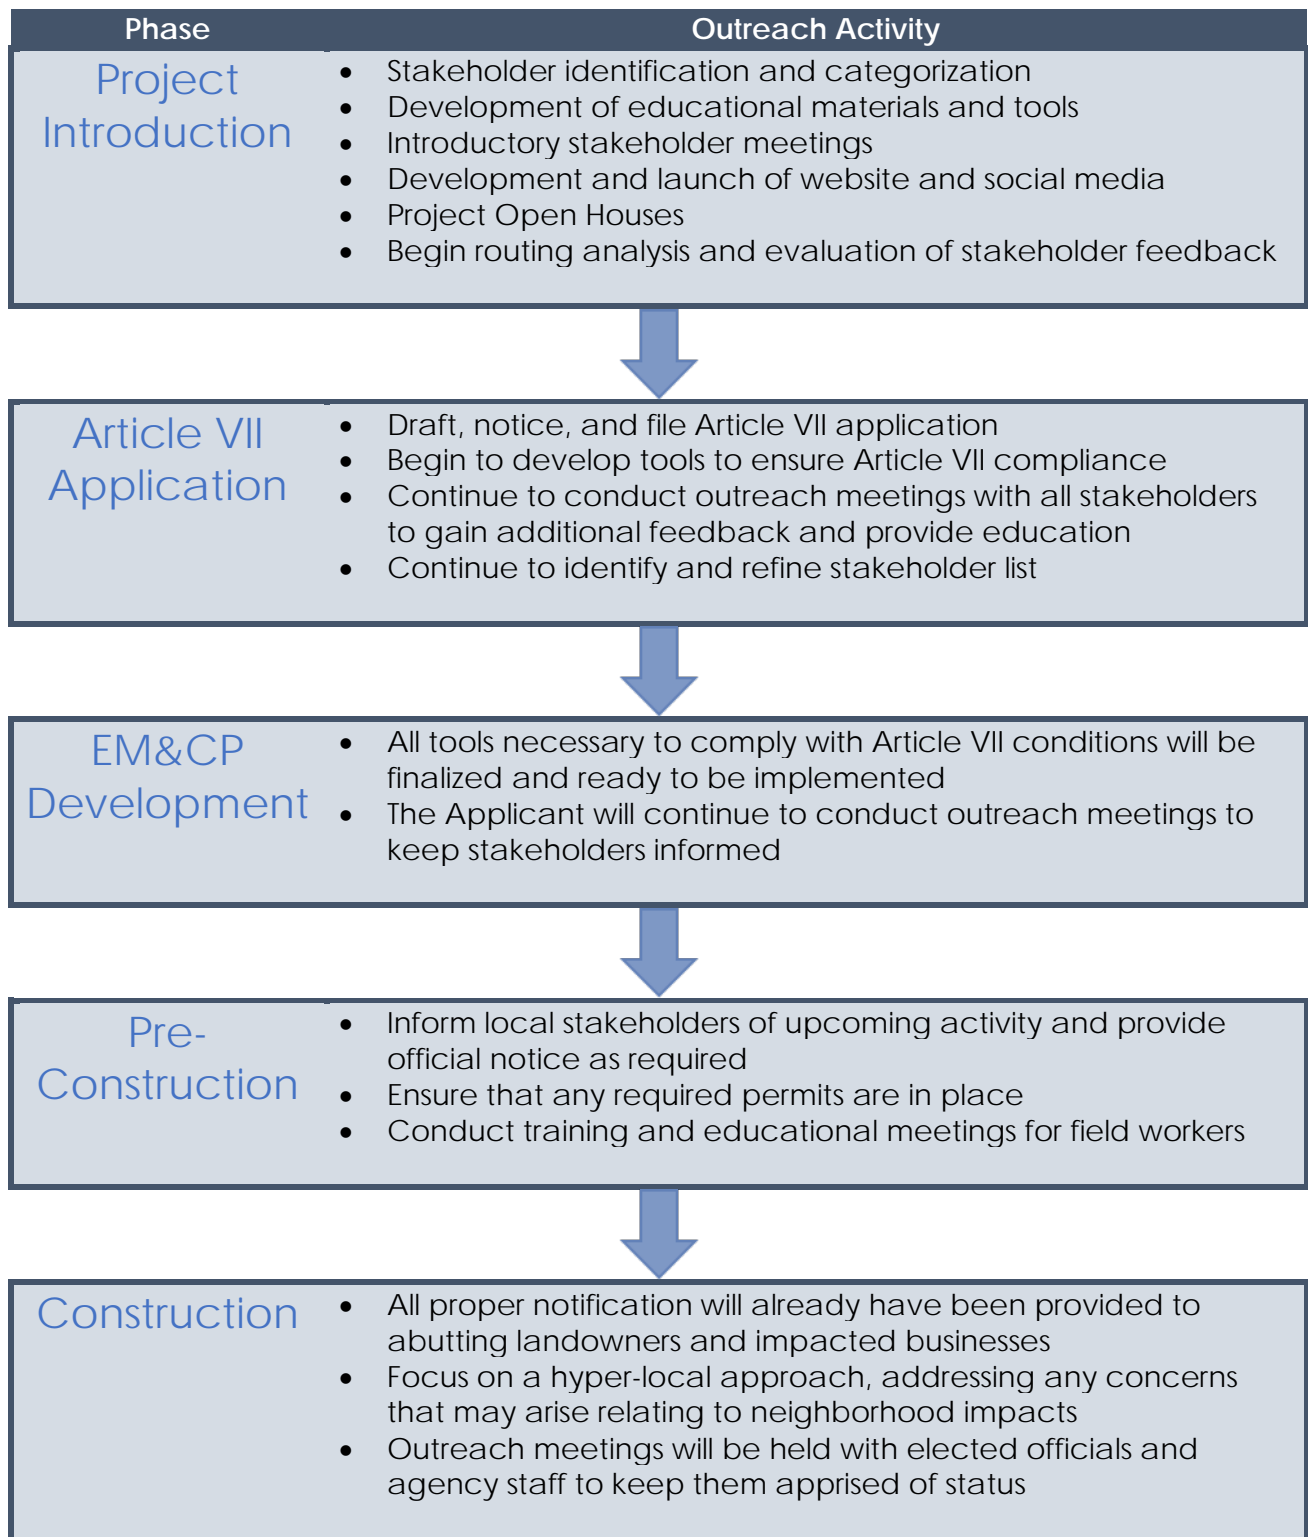 Phase Outreach Activity
Project
Introduction
• Stakeholder identification and categorization
• Development of educational materials and tools
• Introductory stakeholder meetings
• Development and launch of website and social media
• Project Open Houses
• Begin routing analysis and evaluation of stakeholder feedback
Article VII
Application
• Draft, notice, and file Article VII application
• Begin to develop tools to ensure Article VII compliance
• Continue to conduct outreach meetings with all stakeholders
to gain additional feedback and provide education
• Continue to identify and refine stakeholder list
EM&CP
Development
• All tools necessary to comply with Article VII conditions will be
finalized and ready to be implemented
• The Applicant will continue to conduct outreach meetings to
keep stakeholders informed
Pre-
Construction
• Inform local stakeholders of upcoming activity and provide
official notice as required
• Ensure that any required permits are in place
• Conduct training and educational meetings for field workers
Construction
• All proper notification will already have been provided to
abutting landowners and impacted businesses
• Focus on a hyper-local approach, addressing any concerns
that may arise relating to neighborhood impacts
• Outreach meetings will be held with elected officials and
agency staff to keep them apprised of status